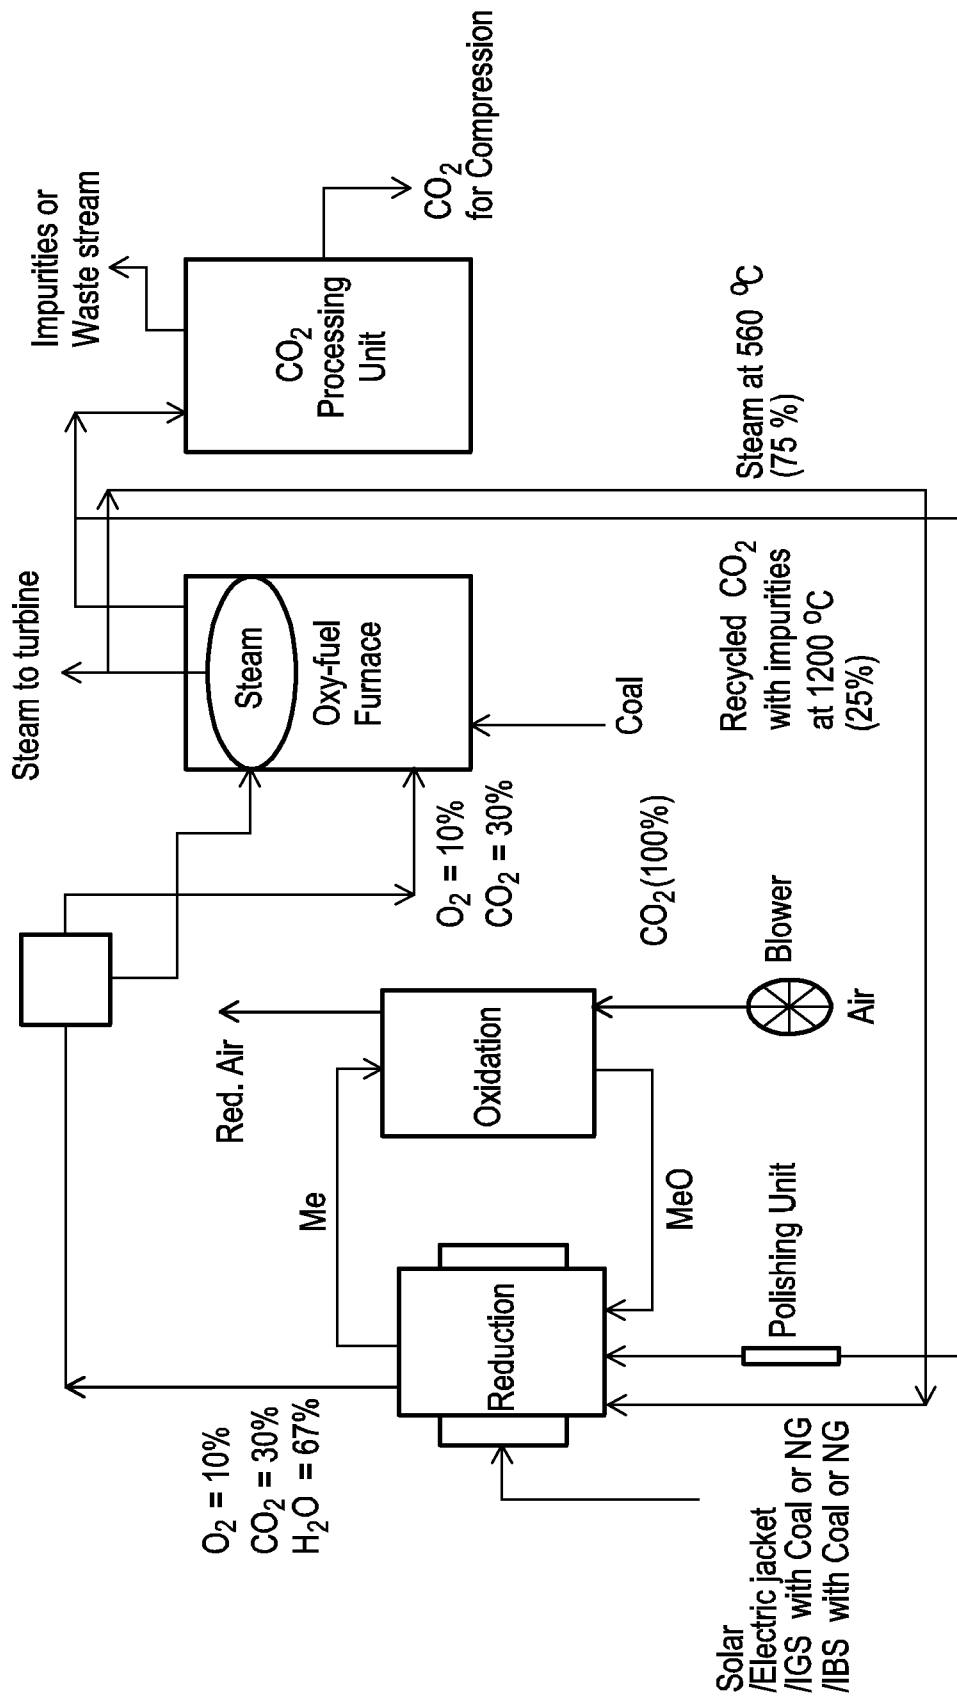 Solar
/Electric jacket
/IGS with Coal or NG
/IBS with Coal or NG
O2 = 10%
CO2 = 30%
H2O = 67%
Reduction
Polishing Unit
Me
MeO
Red. Air
Oxidation
Blower
Air
CO2(100%)
O2 = 10%
CO2 = 30%
Steam to turbine
Steam
Oxy-fuel
Furnace
Coal
Recycled CO2
with impurities
at 1200 ºC
(25%)
Impurities or
Waste stream
CO2
Processing
Unit
CO2
for Compression
Steam at 560 ºC
(75 %)